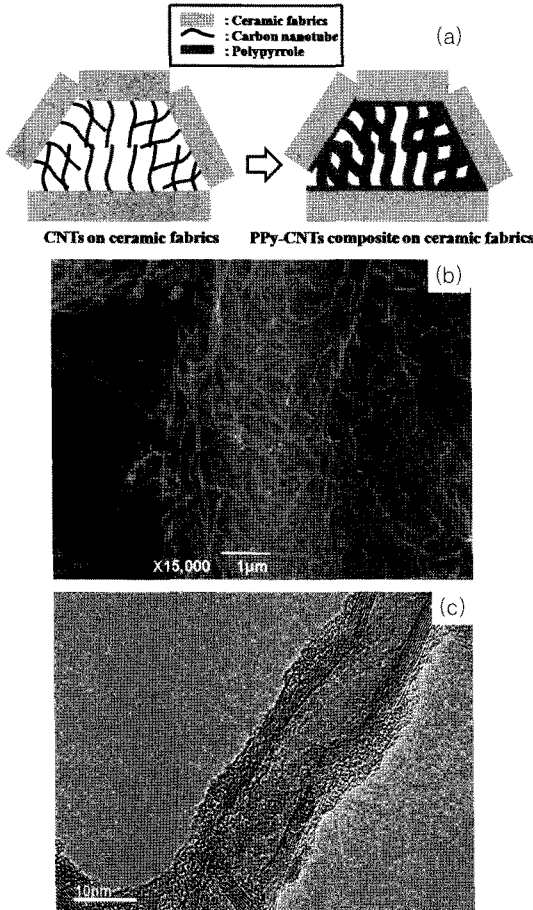 : Ceramic fabrics
: Carbon nanotube
: Polypyrrole
(a)
CNTs on ceramic fabrics
PPy-CNTs composite on ceramic fabrics
(b)
X15,000 1μm
(c)
10nm